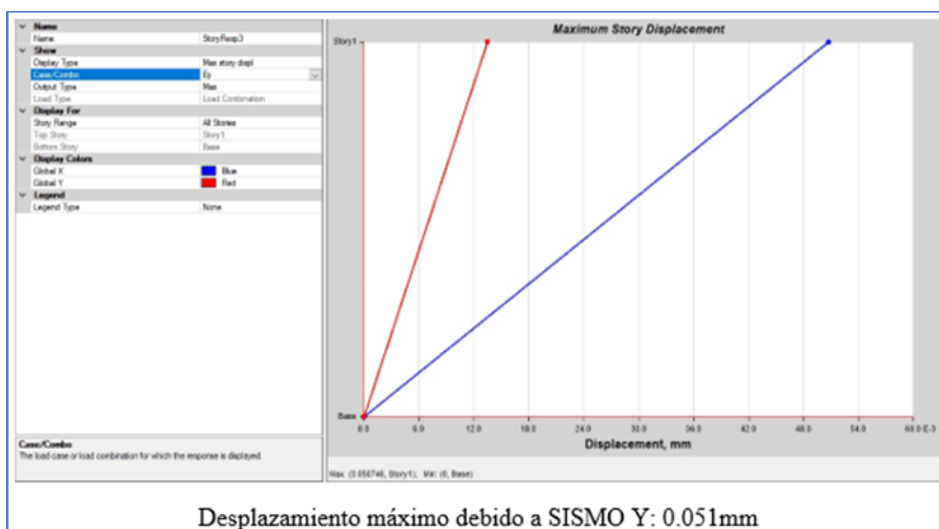 Name
Name StoryResp3
Show
Display Type Max story displ
Case/Combo Ey
Output Type Max
Load Type Load Combination
Display For
Story Range All Stories
Top Story Story1
Bottom Story Base
Display Colors
Global X Blue
Global Y Red
Legend
Legend Type None
Case/Combo
The load case or load combination for which the response is displayed.
Maximum Story Displacement
Story1
Base
0.0 6.0 12.0 18.0 24.0 30.0 36.0 42.0 48.0 54.0 60.0 E-3
Displacement, mm
Max: (0.050746, Story1); Min: (0, Base)
Desplazamiento máximo debido a SISMO Y: 0.051mm